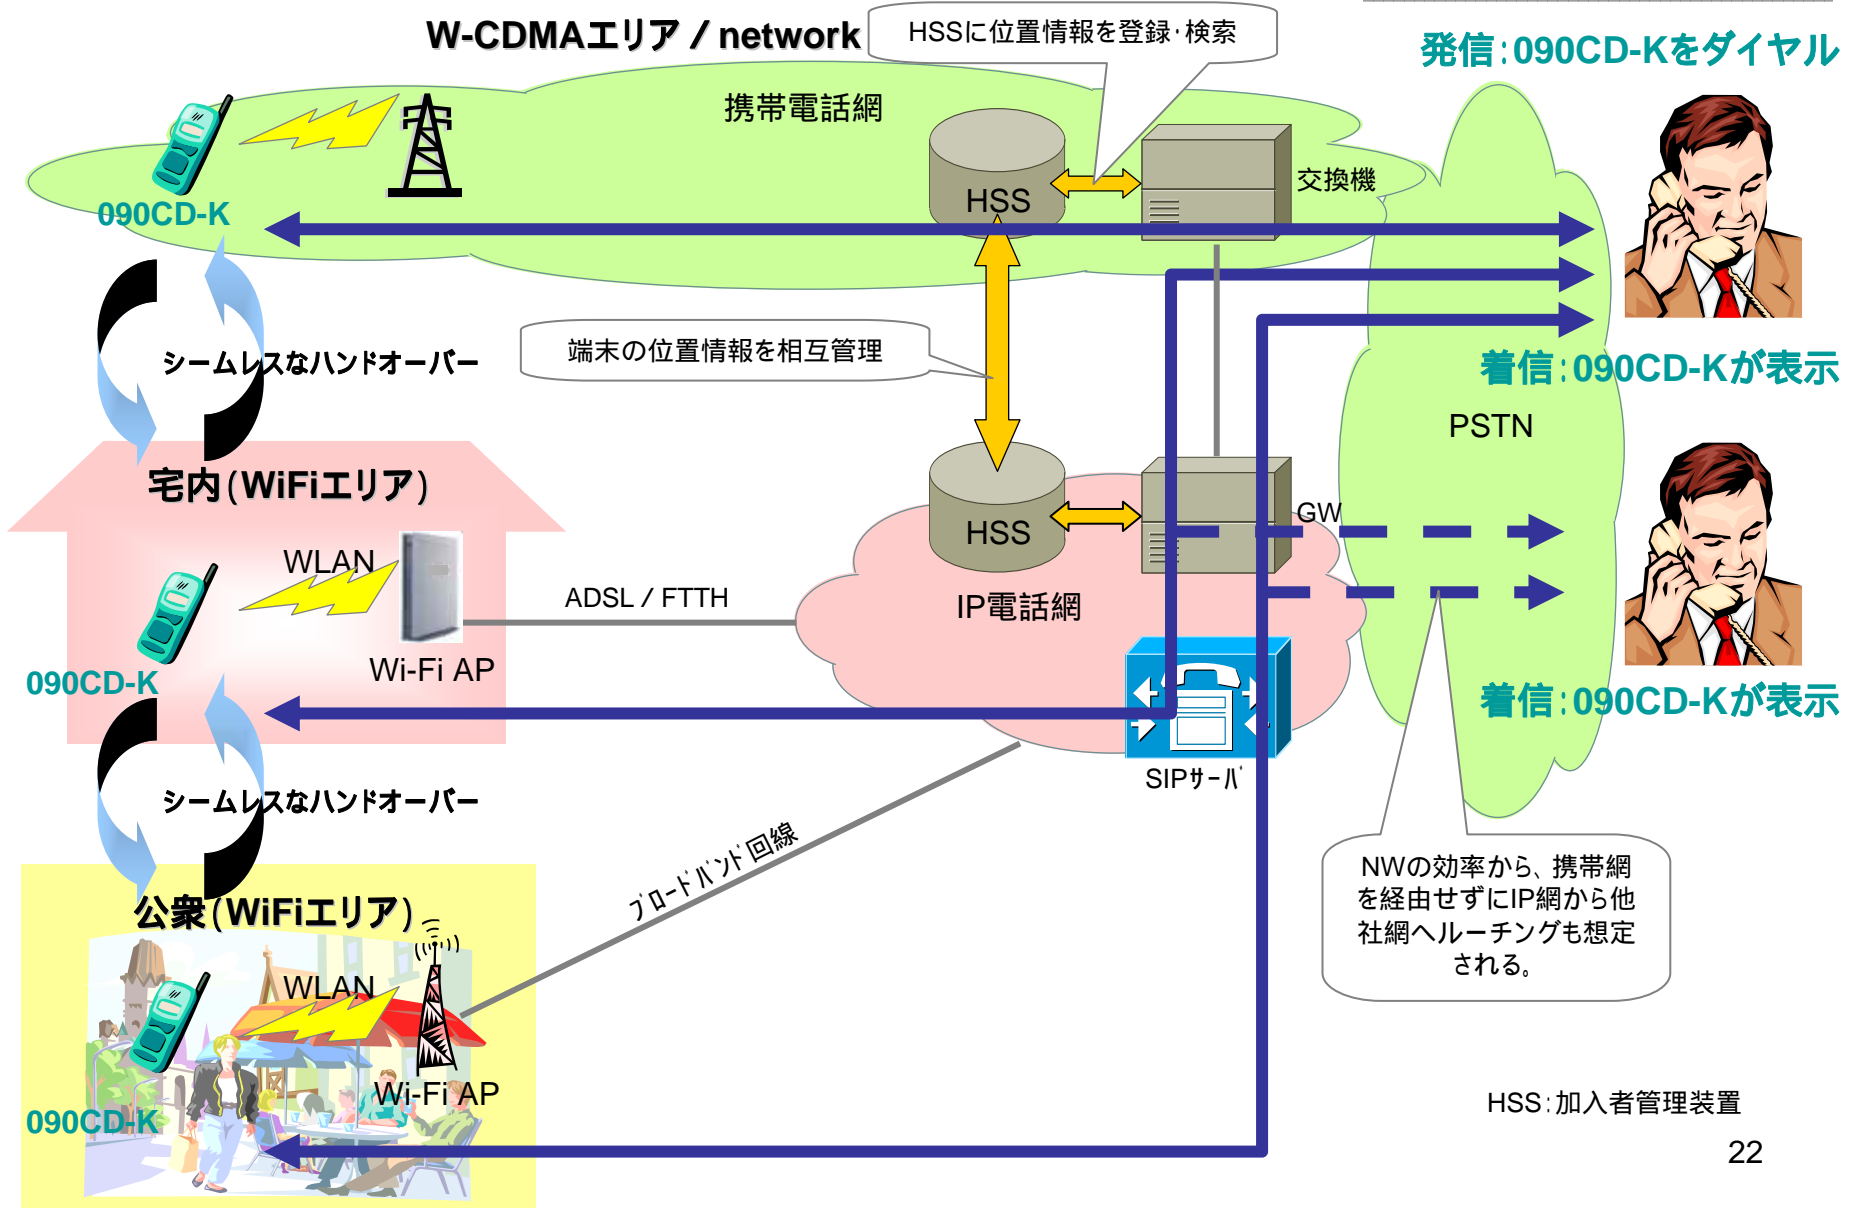 W-CDMAエリア / network
HSSに位置情報を登録・検索
発信:090CD-Kをダイヤル
携帯電話網
HSS
交換機
090CD-K
シームレスなハンドオーバー
端末の位置情報を相互管理
着信:090CD-Kが表示
PSTN
宅内(WiFiエリア)
WLAN
HSS
GW
ADSL / FTTH
IP電話網
Wi-Fi AP
090CD-K
着信:090CD-Kが表示
SIPサーバ
シームレスなハンドオーバー
ブロードバンド回線
NWの効率から、携帯網
を経由せずにIP網から他
社網へルーチングも想定
される。
公衆(WiFiエリア)
WLAN
Wi-Fi AP
090CD-K
HSS:加入者管理装置
22